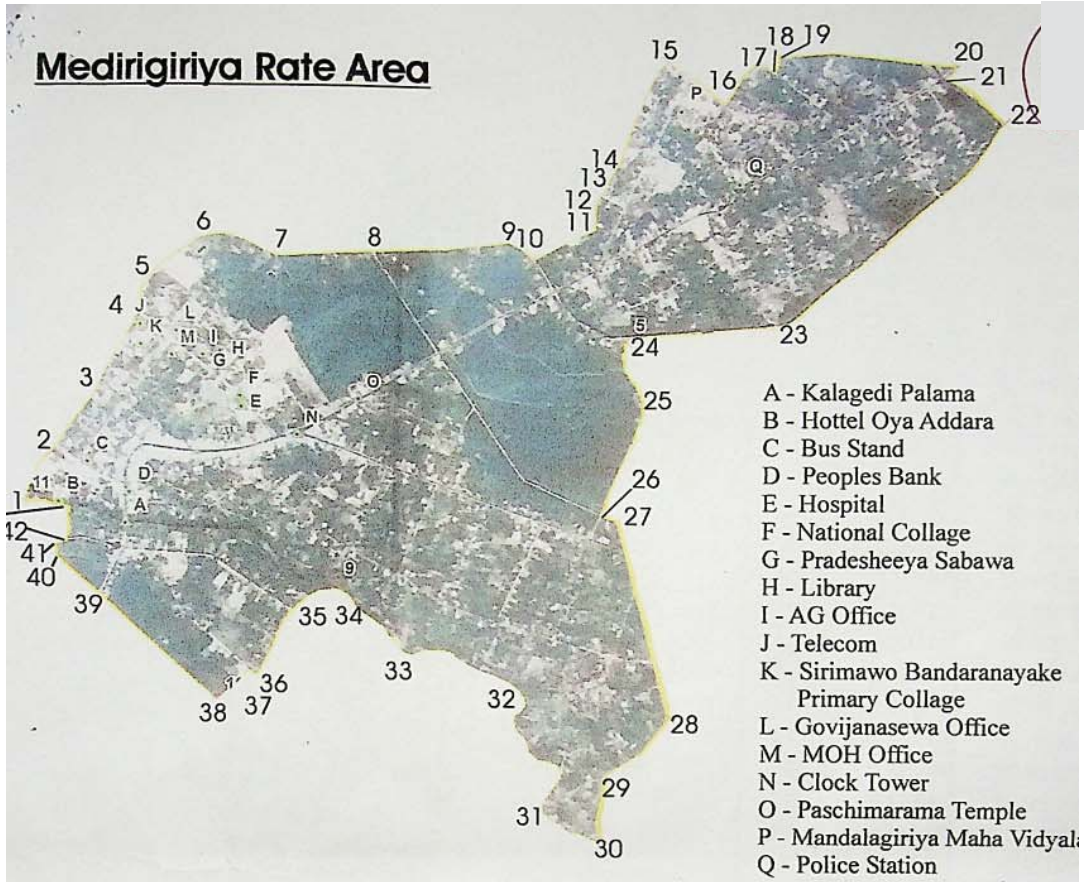 Medirigiriya Rate Area
15
16
17
18
19
20
21
22
P
14
13
12
11
Q
6
7
8
9
10
5
4
J
K
L
M
I
G
H
F
E
3
O
N
5
24
23
25
2
C
D
11
B
A
1
26
27
42
41
40
39
9
35
34
33
36
37
38
32
28
29
31
30
A - Kalagedi Palama
B - Hottel Oya Addara
C - Bus Stand
D - Peoples Bank
E - Hospital
F - National Collage
G - Pradesheeya Sabawa
H - Library
I - AG Office
J - Telecom
K - Sirimawo Bandaranayake
Primary Collage
L - Govijanasewa Office
M - MOH Office
N - Clock Tower
O - Paschimarama Temple
P - Mandalagiriya Maha Vidyala
Q - Police Station